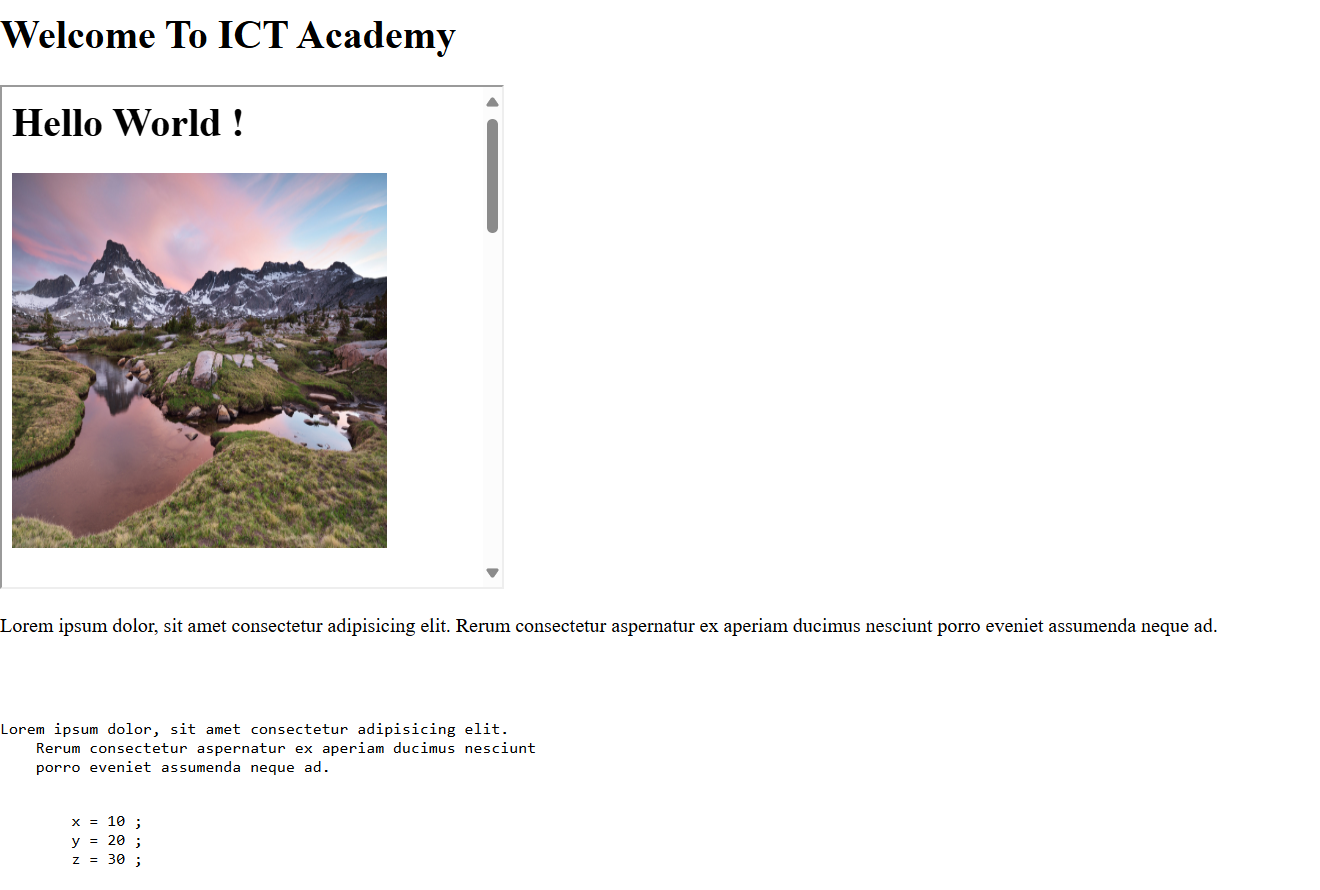 Welcome To ICT Academy
Hello World !
Lorem ipsum dolor, sit amet consectetur adipisicing elit. Rerum consectetur aspernatur ex aperiam ducimus nesciunt porro eveniet assumenda neque ad.
Lorem ipsum dolor, sit amet consectetur adipisicing elit.
Rerum consectetur aspernatur ex aperiam ducimus nesciunt
porro eveniet assumenda neque ad.
x = 10 ;
y = 20 ;
z = 30 ;